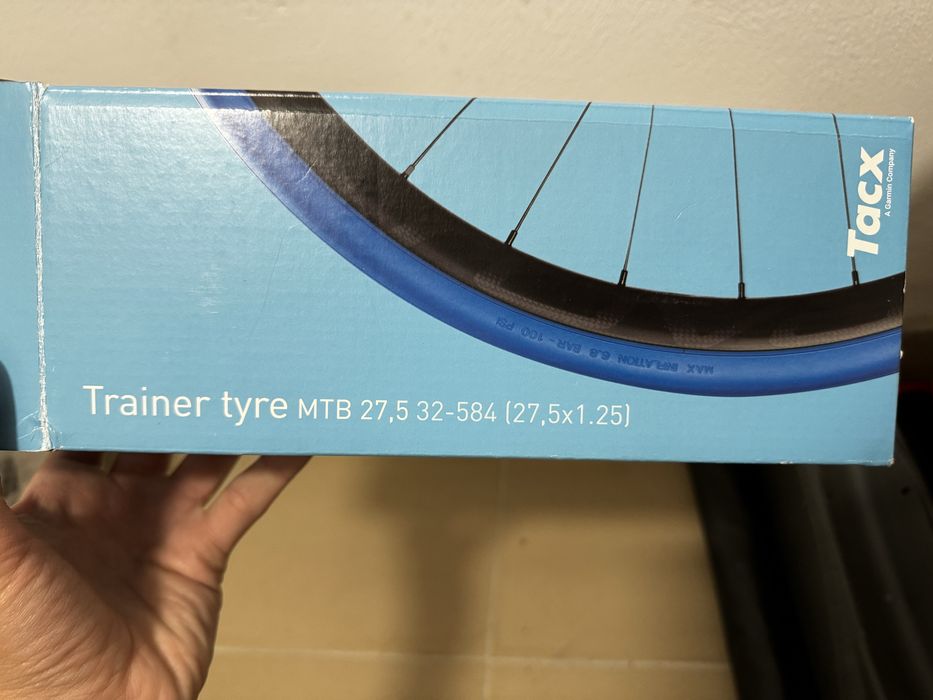 Tacx
A Garmin Company
MAX INFLATION 6.8 BAR - 100 PSI
Trainer tyre MTB 27,5 32-584 (27,5x1.25)